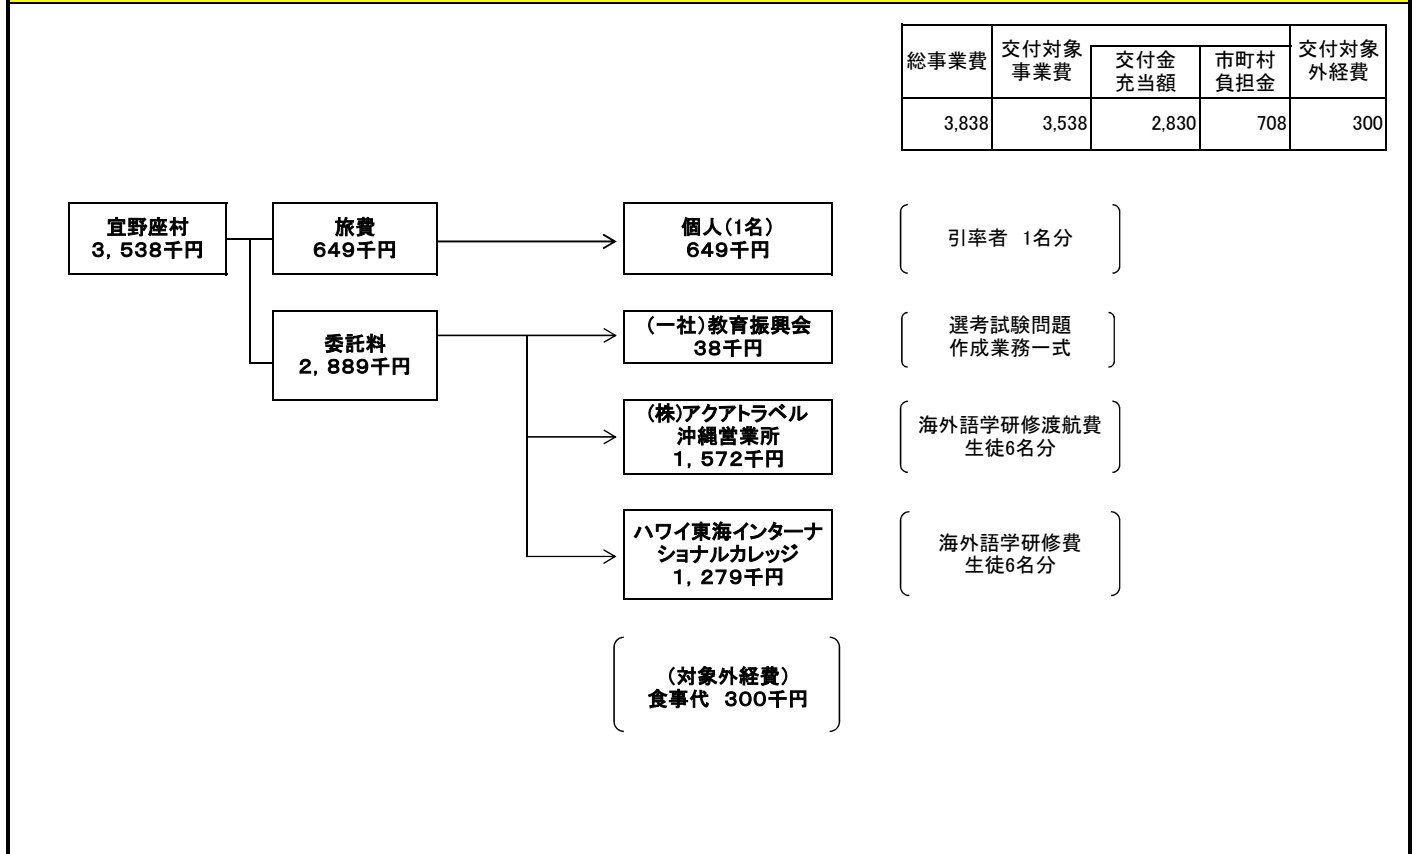 総事業費
交付対象
事業費
交付金
充当額
市町村
負担金
交付対象
外経費
3,838
3,538
2,830
708
300
宜野座村
3,538千円
旅費
649千円
個人(1名)
649千円
引率者 1名分
委託料
2,889千円
(一社)教育振興会
38千円
選考試験問題
作成業務一式
(株)アクアトラベル
沖縄営業所
1,572千円
海外語学研修渡航費
生徒6名分
ハワイ東海インターナ
ショナルカレッジ
1,279千円
海外語学研修費
生徒6名分
(対象外経費)
食事代 300千円